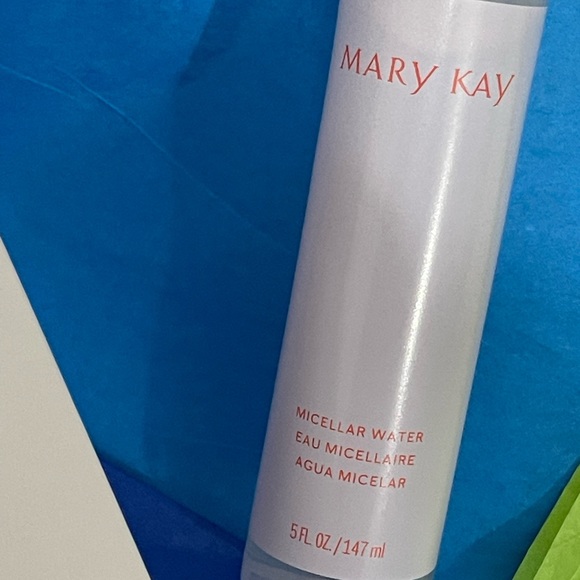 MARY KAY
MICELLAR WATER
EAU MICELLAIRE
AGUA MICELAR
5 FL. OZ. / 147 ml